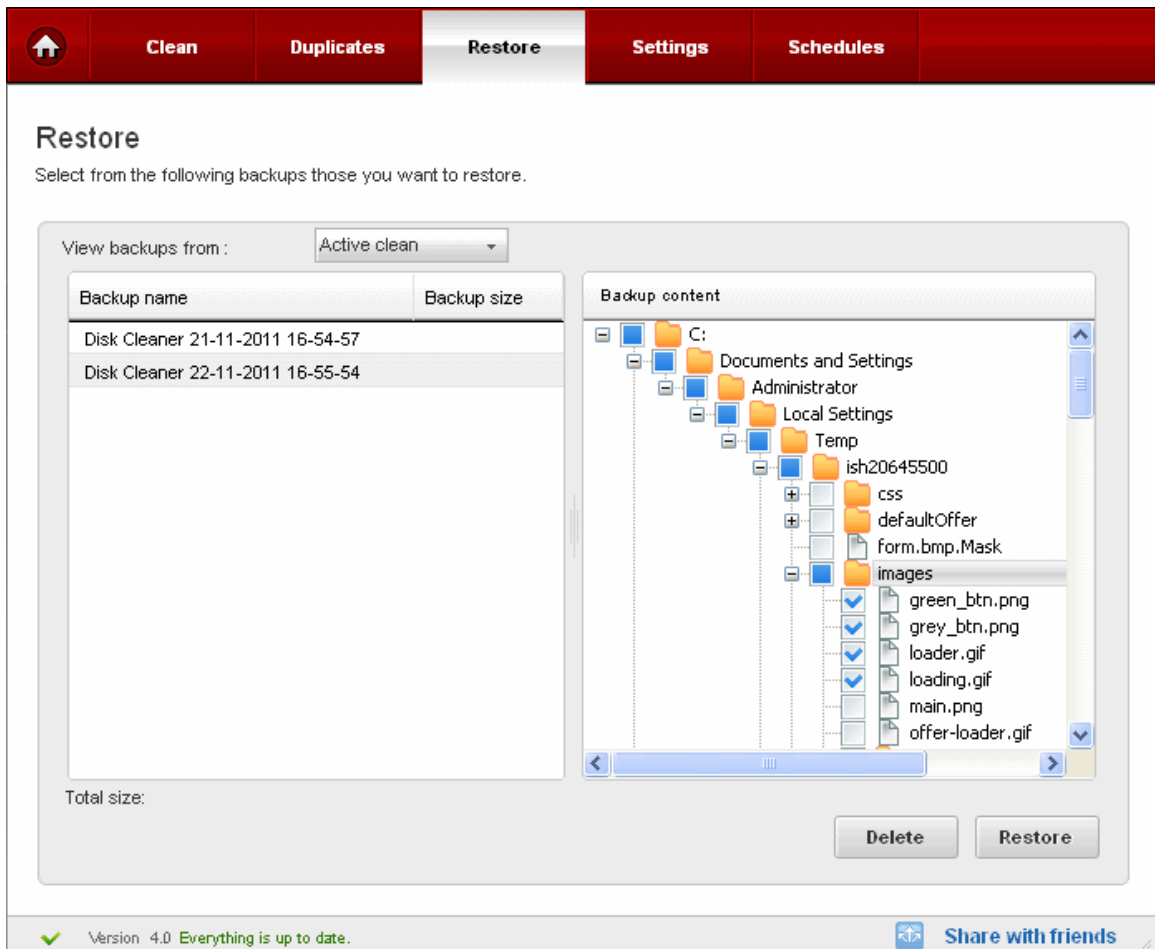 Clean Duplicates Restore Settings Schedules
Restore
Select from the following backups those you want to restore.
View backups from : Active clean
Backup name Backup size
Disk Cleaner 21-11-2011 16-54-57
Disk Cleaner 22-11-2011 16-55-54
Backup content
C:
Documents and Settings
Administrator
Local Settings
Temp
ish20645500
css
defaultOffer
form.bmp.Mask
images
green_btn.png
grey_btn.png
loader.gif
loading.gif
main.png
offer-loader.gif
Total size:
Delete Restore
Version 4.0 Everything is up to date. Share with friends